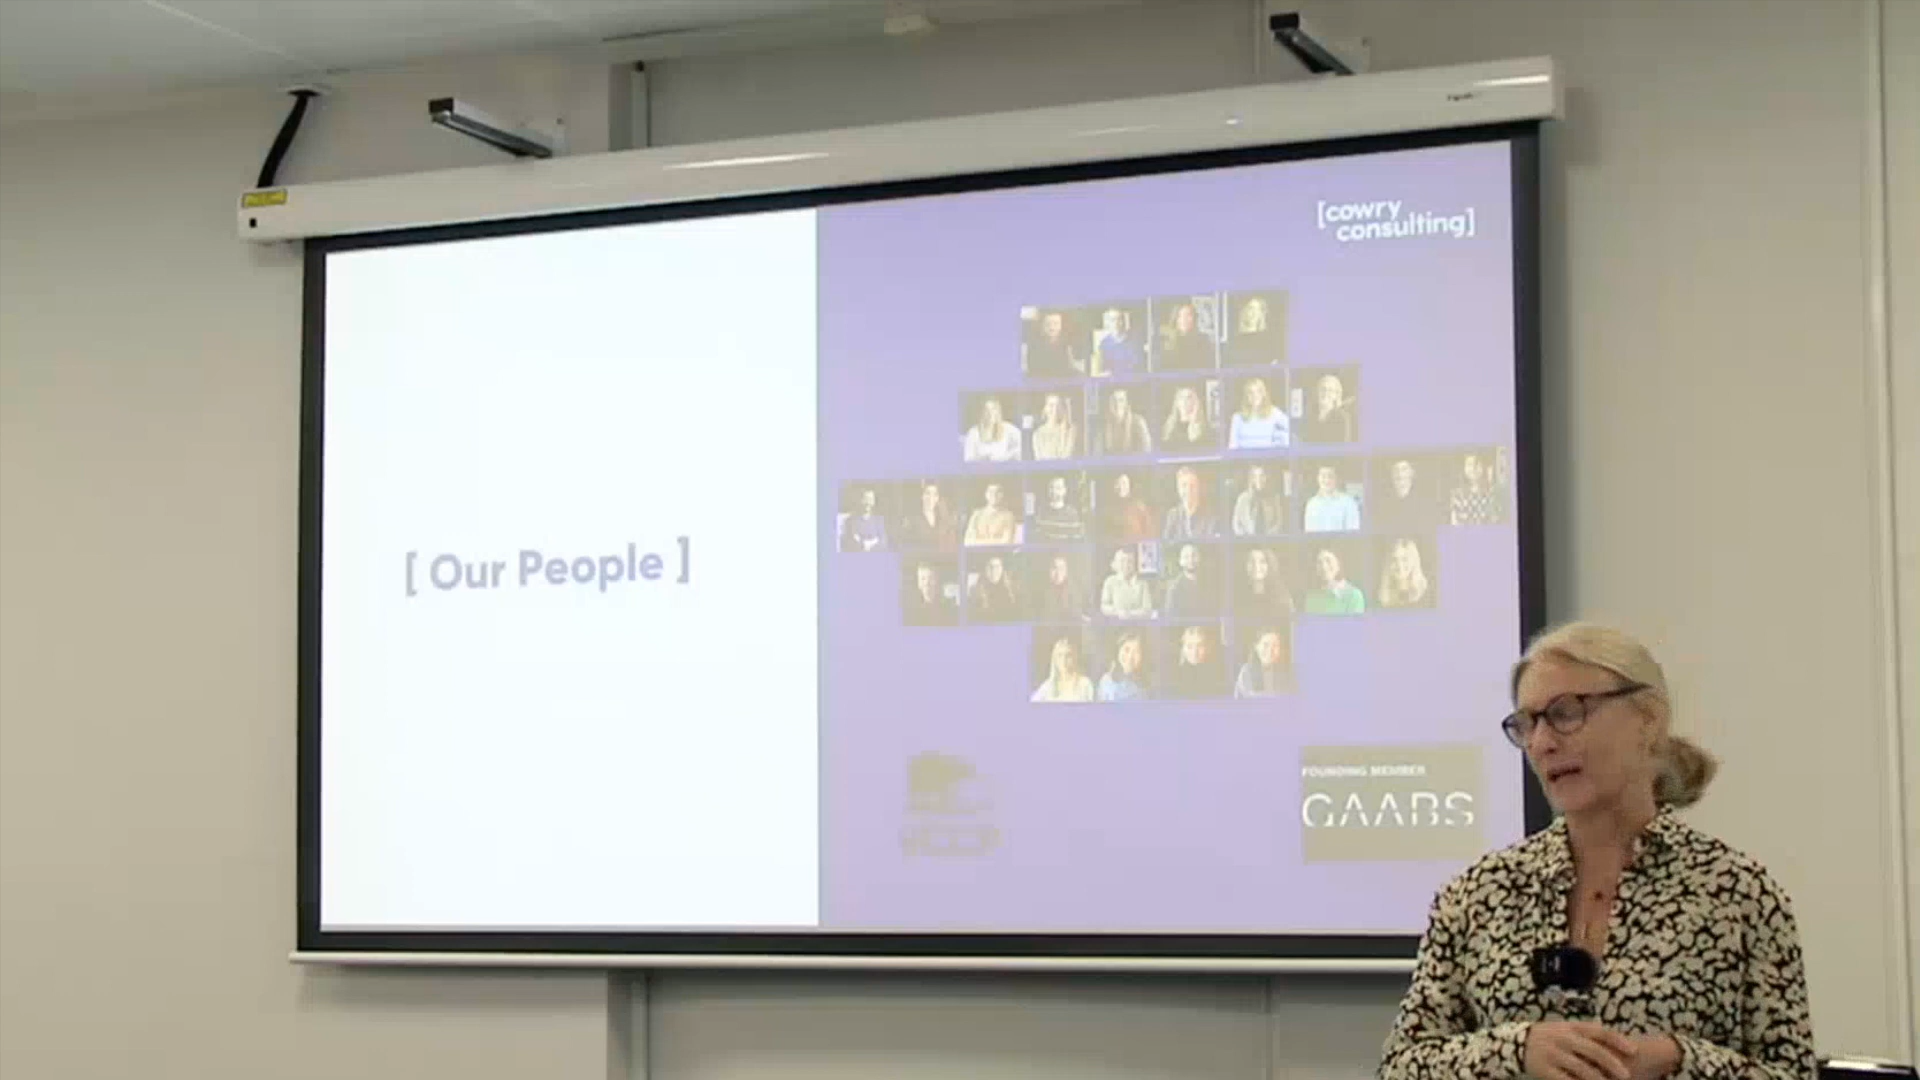 [cowry
consulting]
[ Our People ]
FOUNDING MEMBER
GAABS